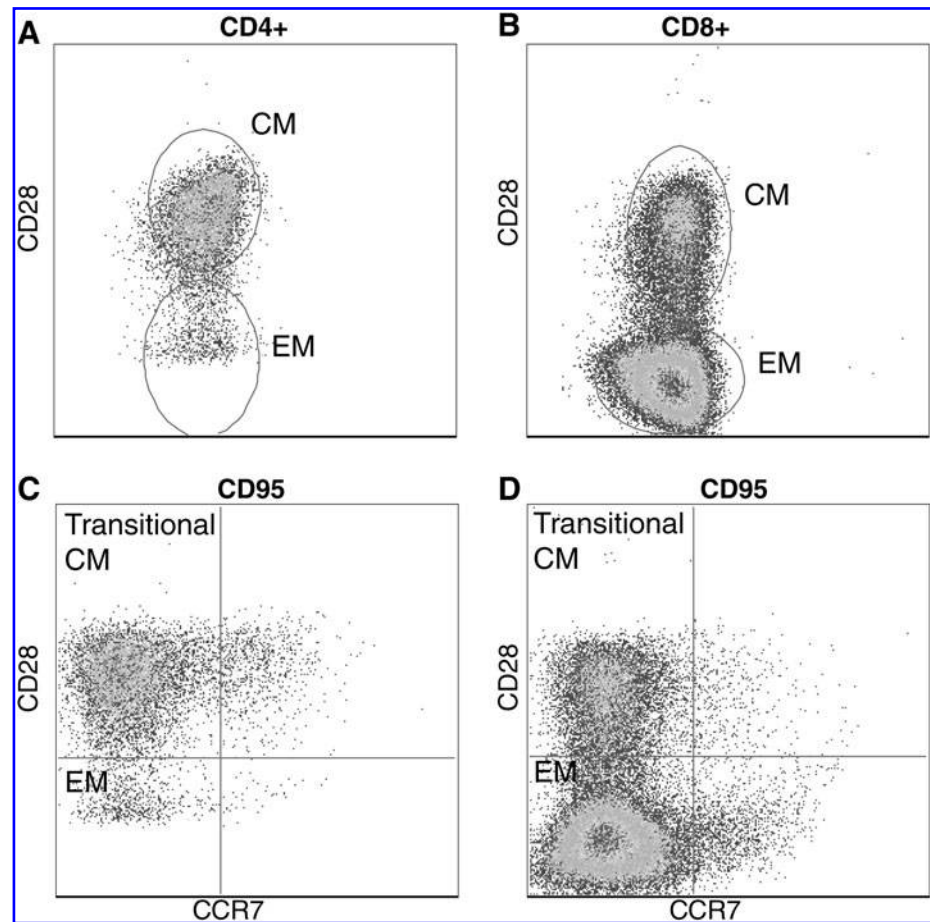 A
CD4+
CD28
CM
EM
B
CD8+
CD28
CM
EM
C
CD95
Transitional
CM
CD28
EM
CCR7
D
CD95
Transitional
CM
CD28
EM
CCR7